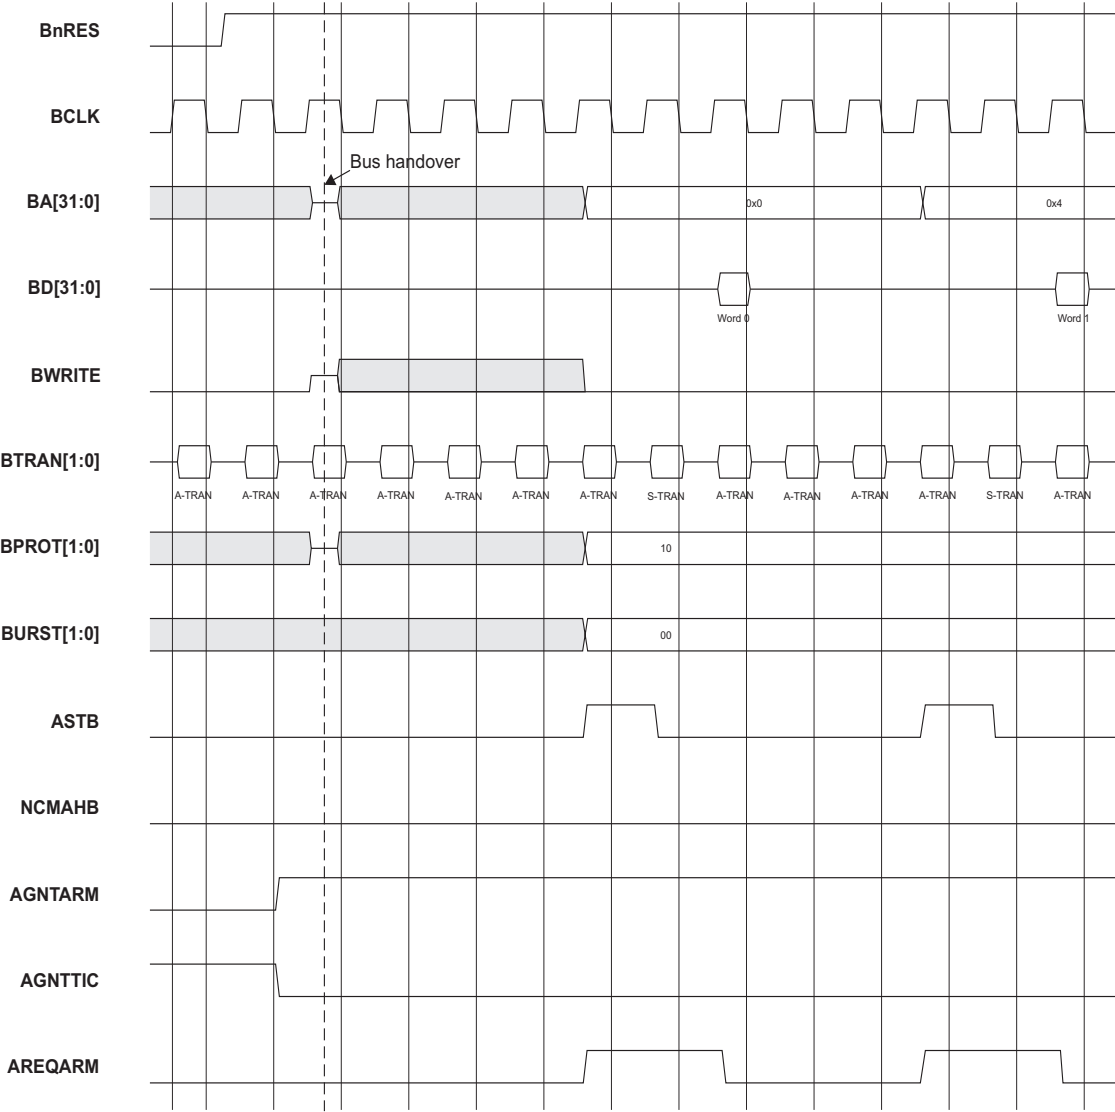 BnRES
BCLK
Bus handover
BA[31:0]
0x0
0x4
BD[31:0]
Word 0
Word 1
BWRITE
BTRAN[1:0]
A-TRAN A-TRAN A-TRAN A-TRAN A-TRAN A-TRAN A-TRAN S-TRAN A-TRAN A-TRAN A-TRAN A-TRAN S-TRAN A-TRAN
BPROT[1:0]
10
BURST[1:0]
00
ASTB
NCMAHB
AGNTARM
AGNTTIC
AREQARM